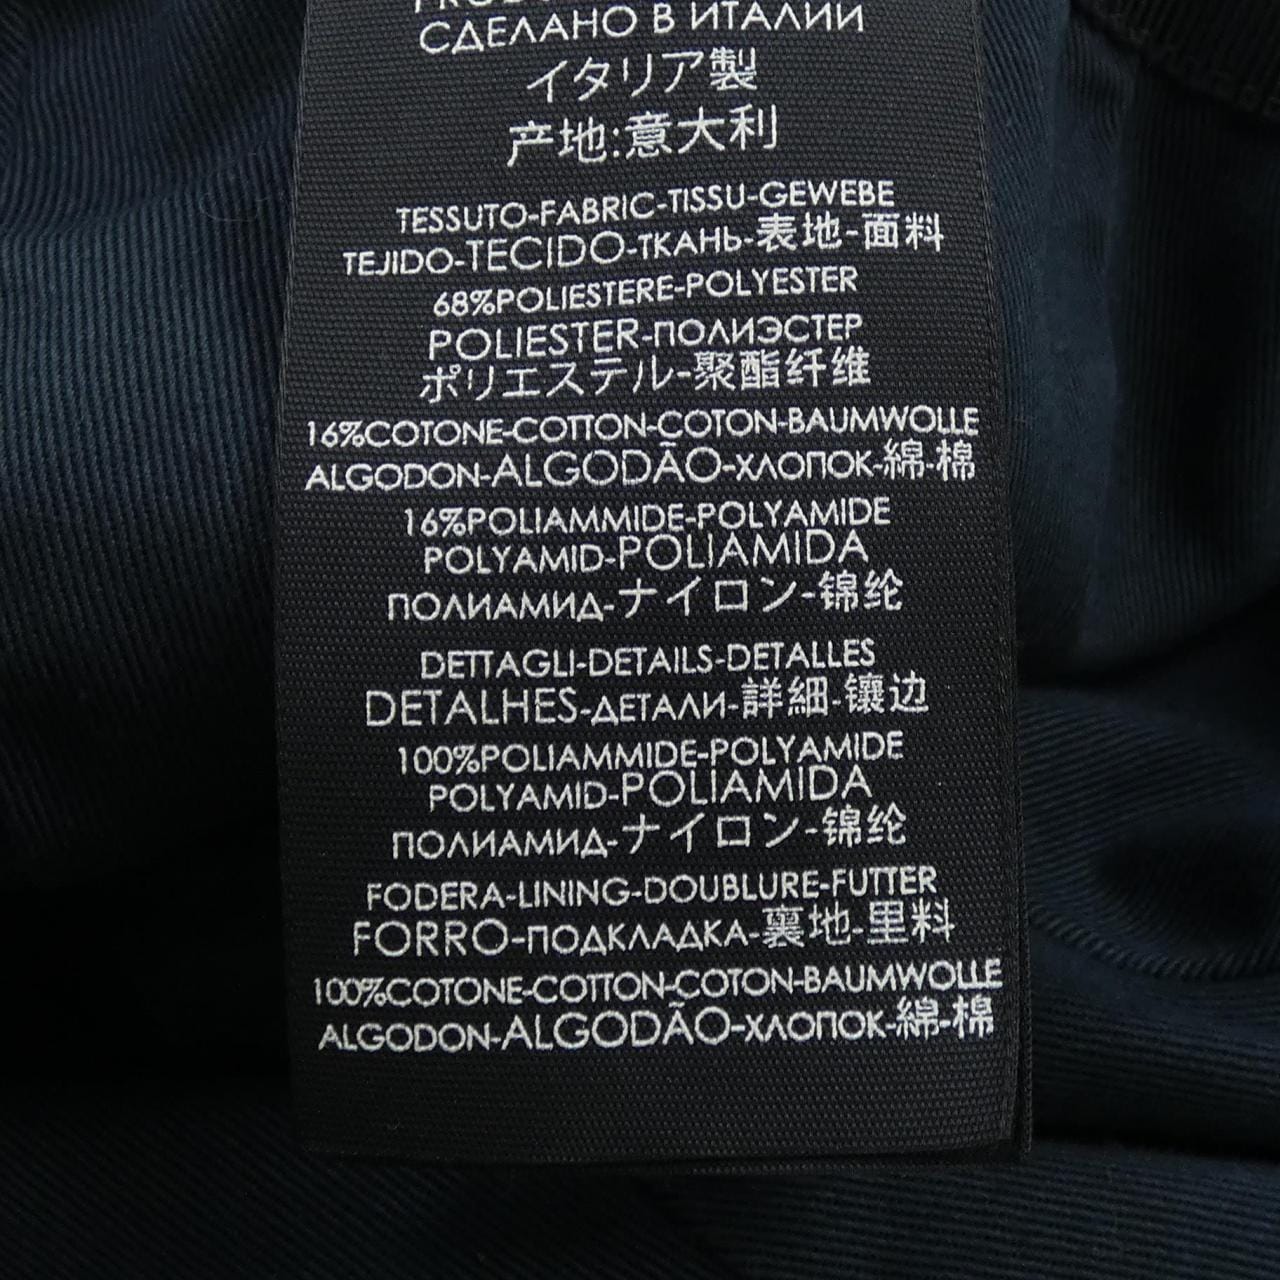 СДЕЛАНО В ИТАЛИИ
イタリア製
产地:意大利
TESSUTO-FABRIC-TISSU-GEWEBE
TEJIDO-TECIDO-ТКАНЬ-表地-面料
68%POLIESTERE-POLYESTER
POLIESTER-ПОЛИЭСТЕР
ポリエステル-聚酯纤维
16%COTONE-COTTON-COTON-BAUMWOLLE
ALGODON-ALGODÃO-ХЛОПОК-綿-棉
16%POLIAMMIDE-POLYAMIDE
POLYAMID-POLIAMIDA
ПОЛИАМИД-ナイロン-锦纶
DETTAGLI-DETAILS-DETALLES
DETALHES-ДЕТАЛИ-詳細-镶边
100%POLIAMMIDE-POLYAMIDE
POLYAMID-POLIAMIDA
ПОЛИАМИД-ナイロン-锦纶
FODERA-LINING-DOUBLURE-FUTTER
FORRO-ПОДКЛАДКА-裏地-里料
100%COTONE-COTTON-COTON-BAUMWOLLE
ALGODON-ALGODÃO-ХЛОПОК-綿-棉